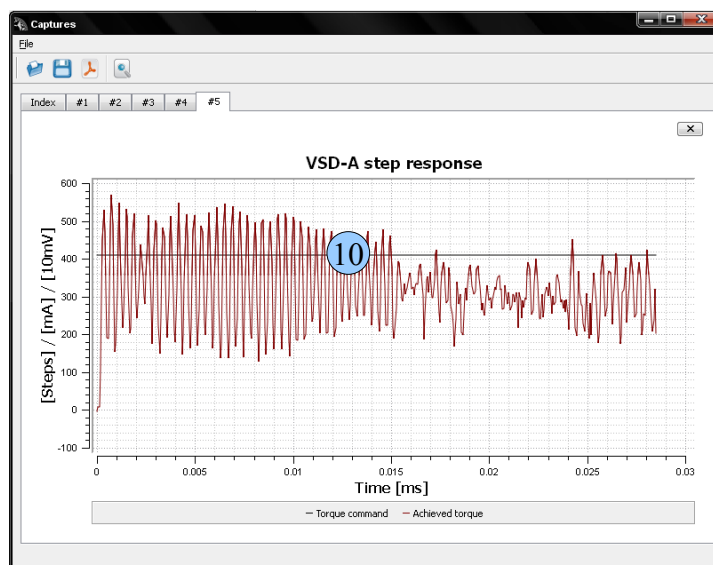 Captures
File
Index #1 #2 #3 #4 #5
VSD-A step response
[Steps] / [mA] / [10mV]
600
500
400
300
200
100
0
-100
10
0 0.005 0.01 0.015 0.02 0.025 0.03
Time [ms]
Torque command Achieved torque